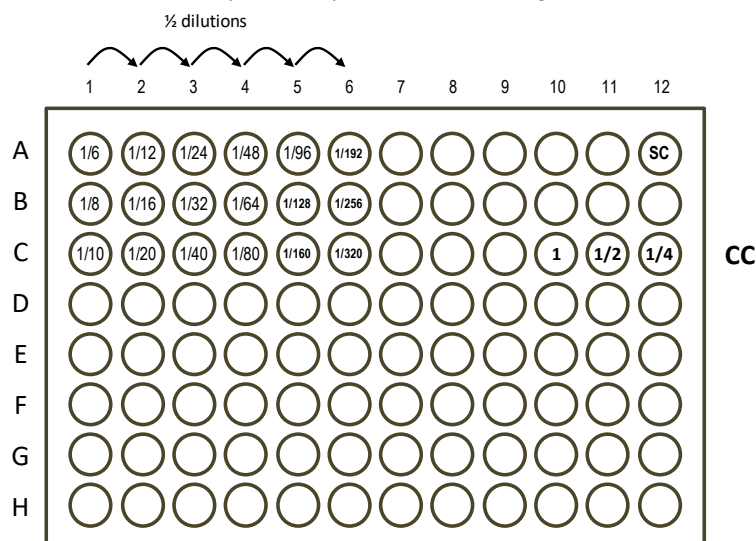 ½ dilutions
1 2 3 4 5 6 7 8 9 10 11 12
A 1/6 1/12 1/24 1/48 1/96 1/192 SC
B 1/8 1/16 1/32 1/64 1/128 1/256
C 1/10 1/20 1/40 1/80 1/160 1/320 1 1/2 1/4 CC
D
E
F
G
H